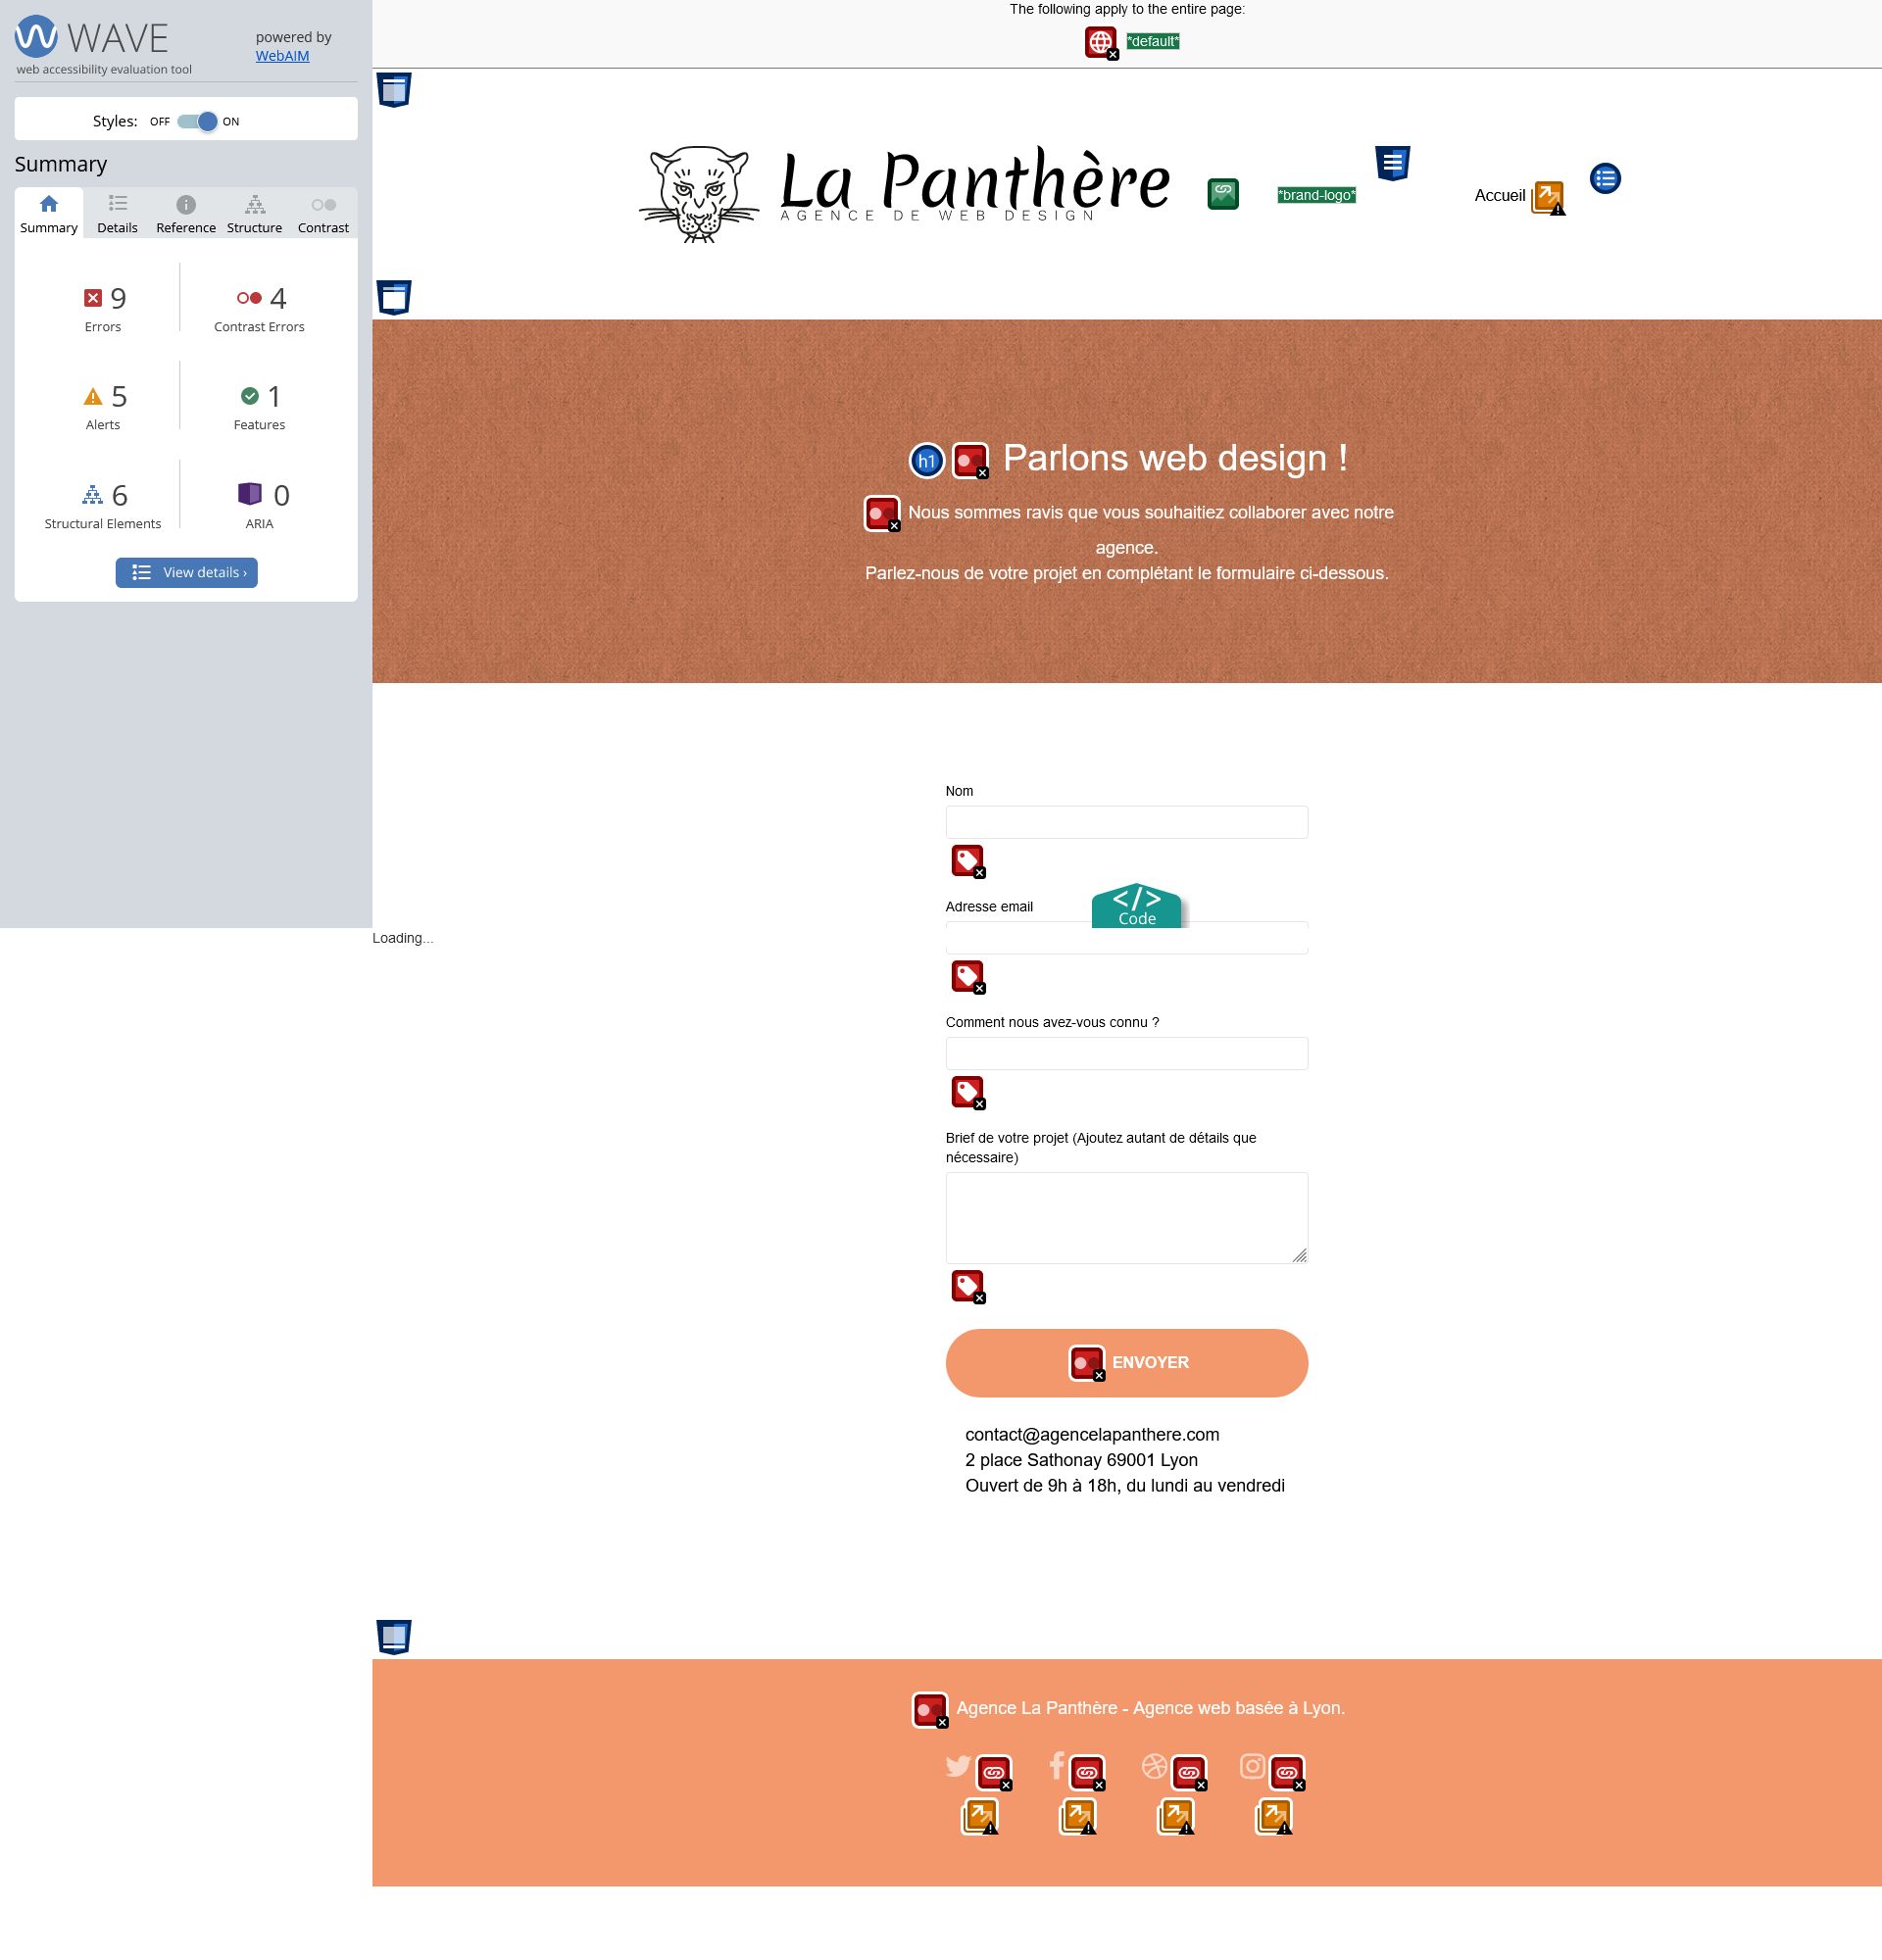 WAVE
web accessibility evaluation tool
powered by
WebAIM
Styles: OFF ON
Summary
Summary Details Reference Structure Contrast
9
Errors
4
Contrast Errors
5
Alerts
1
Features
6
Structural Elements
0
ARIA
View details ›
The following apply to the entire page:
*default*
La Panthère
AGENCE DE WEB DESIGN
*brand-logo*
Accueil
h1 Parlons web design !
Nous sommes ravis que vous souhaitiez collaborer avec notre
agence.
Parlez-nous de votre projet en complétant le formulaire ci-dessous.
Nom
Adresse email
</>
Code
Loading...
Comment nous avez-vous connu ?
Brief de votre projet (Ajoutez autant de détails que
nécessaire)
ENVOYER
contact@agencelapanthere.com
2 place Sathonay 69001 Lyon
Ouvert de 9h à 18h, du lundi au vendredi
Agence La Panthère - Agence web basée à Lyon.